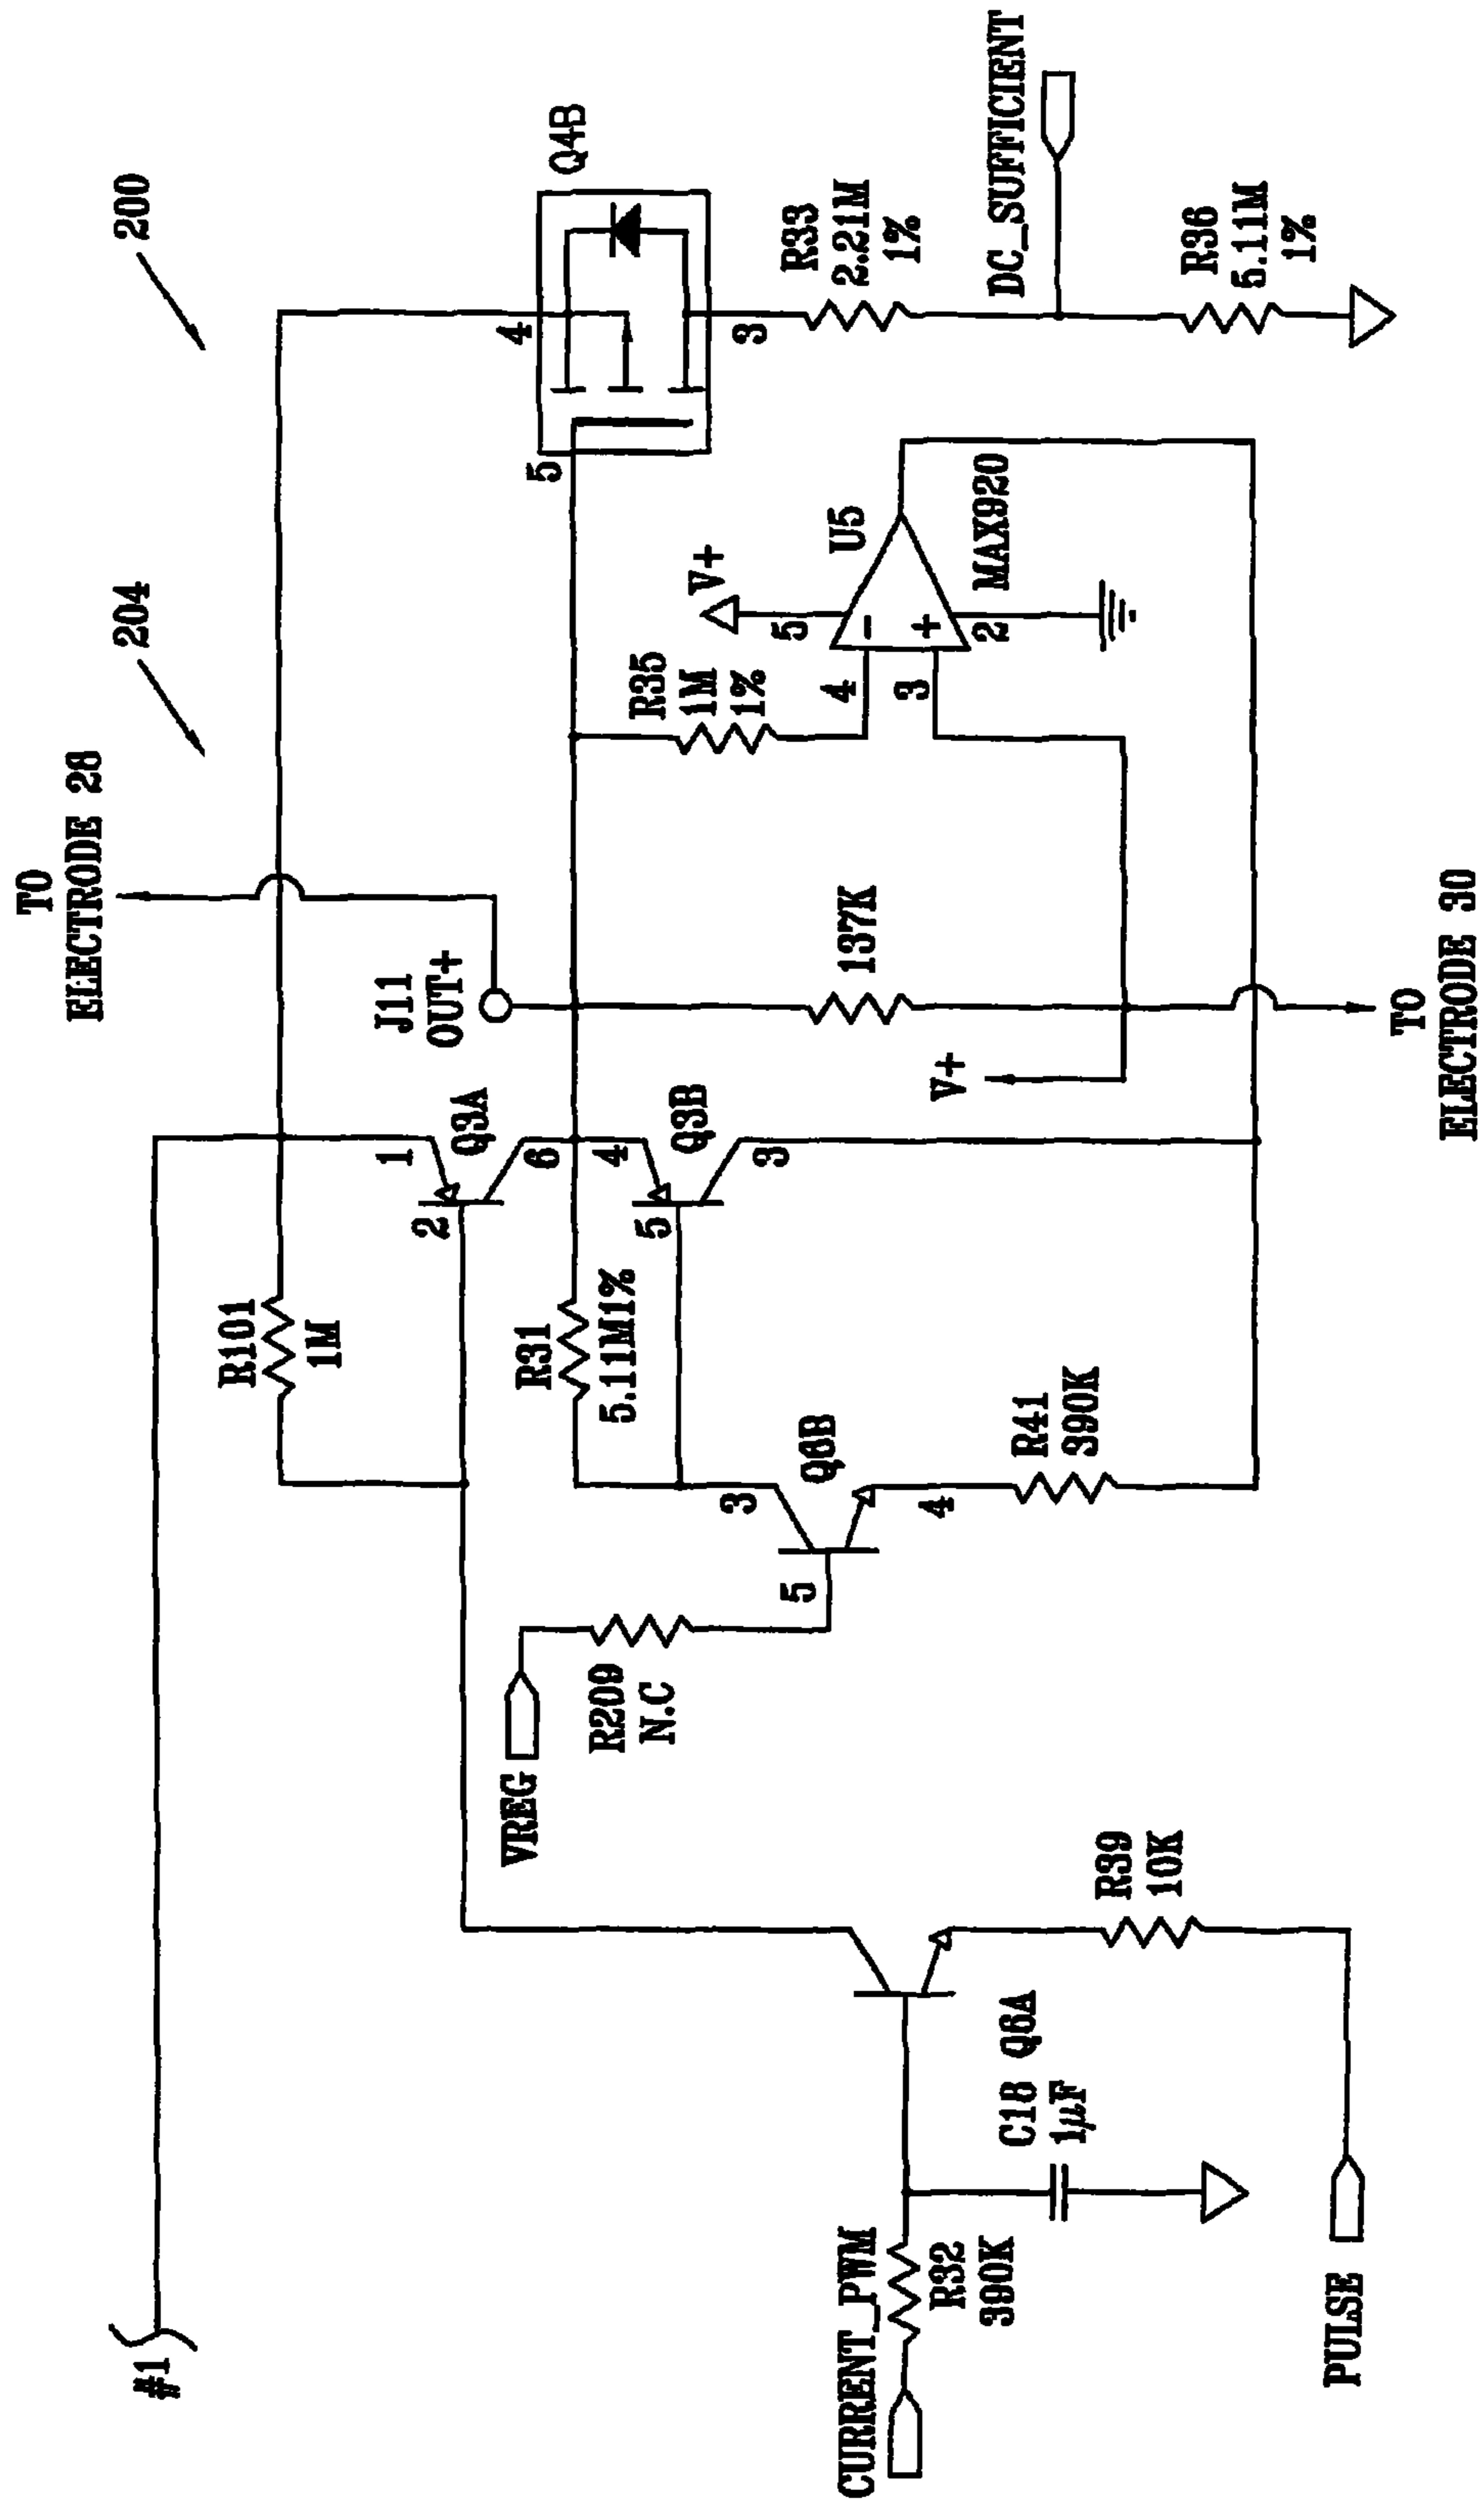 TO
ELECTRODE 28
204
200
#1
R101
1M
J11
OUT+
Q3A
1
2
6
Q4B
4
5
3
VREG
R200
N.C
R31
5.11M1%
4
5
3
Q3B
R35
1M
1%
V+
5
U5
4
3
2
MAX920
R33
2.21M
1%
3
5
4
Q8B
137K
V+
CURRENT_PWM
R32
390K
C18
1µF
Q8A
R41
390K
DC_SUFFICIENT
R39
10K
R36
5.11M
1%
PULSE
TO
ELECTRODE 30